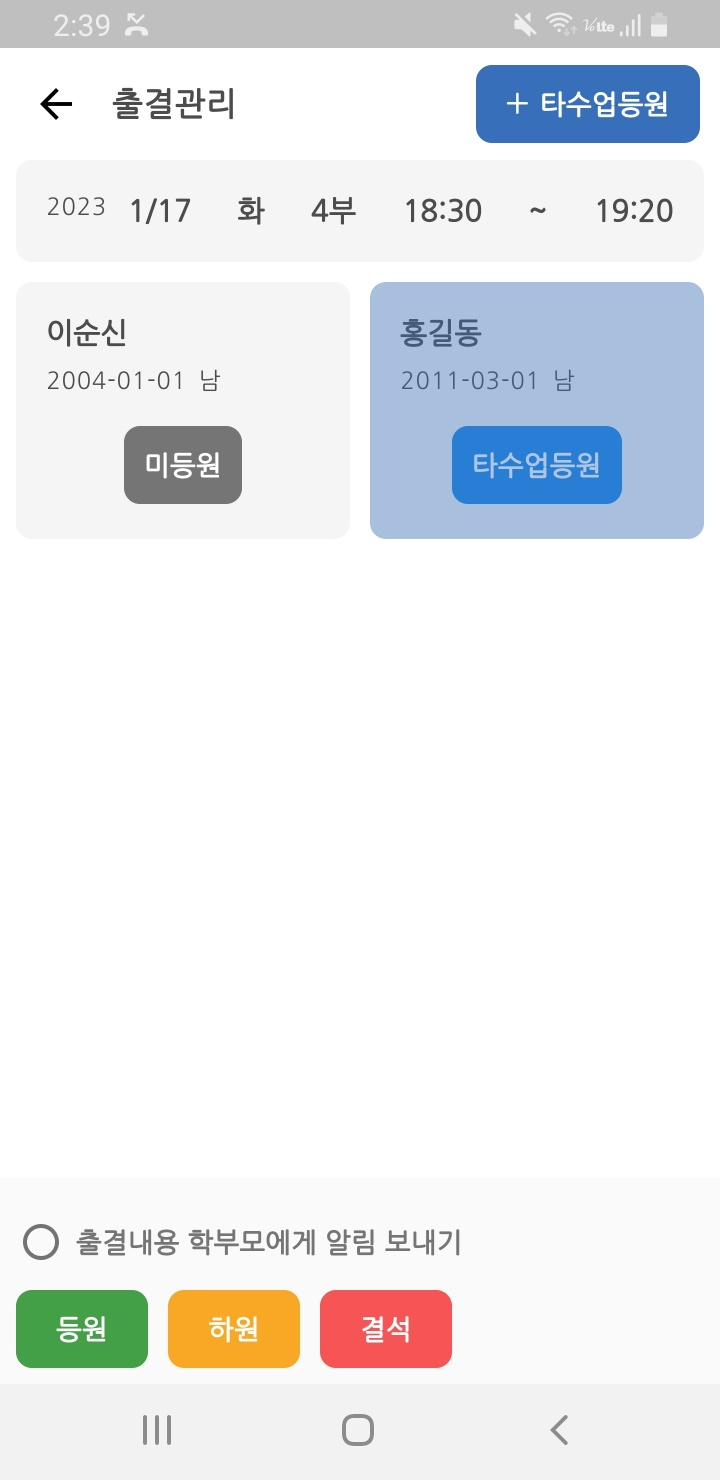 2:39
VoLTE
출결관리
+ 타수업등원
2023 1/17 화 4부 18:30 ~ 19:20
이순신
2004-01-01 남
미등원
홍길동
2011-03-01 남
타수업등원
출결내용 학부모에게 알림 보내기
등원 하원 결석